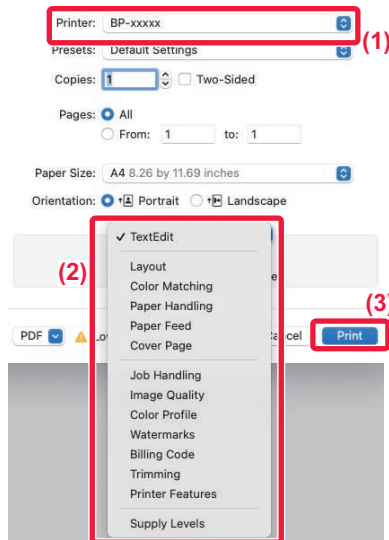 Printer: BP-xxxxx
(1)
Presets: Default Settings
Copies: 1 Two-Sided
Pages: All
From: 1 to: 1
Paper Size: A4 8.26 by 11.69 inches
Orientation: Portrait Landscape
(2)
✓ TextEdit
Layout
Color Matching
Paper Handling
Paper Feed
Cover Page
Job Handling
Image Quality
Color Profile
Watermarks
Billing Code
Trimming
Printer Features
Supply Levels
(3)
PDF Print